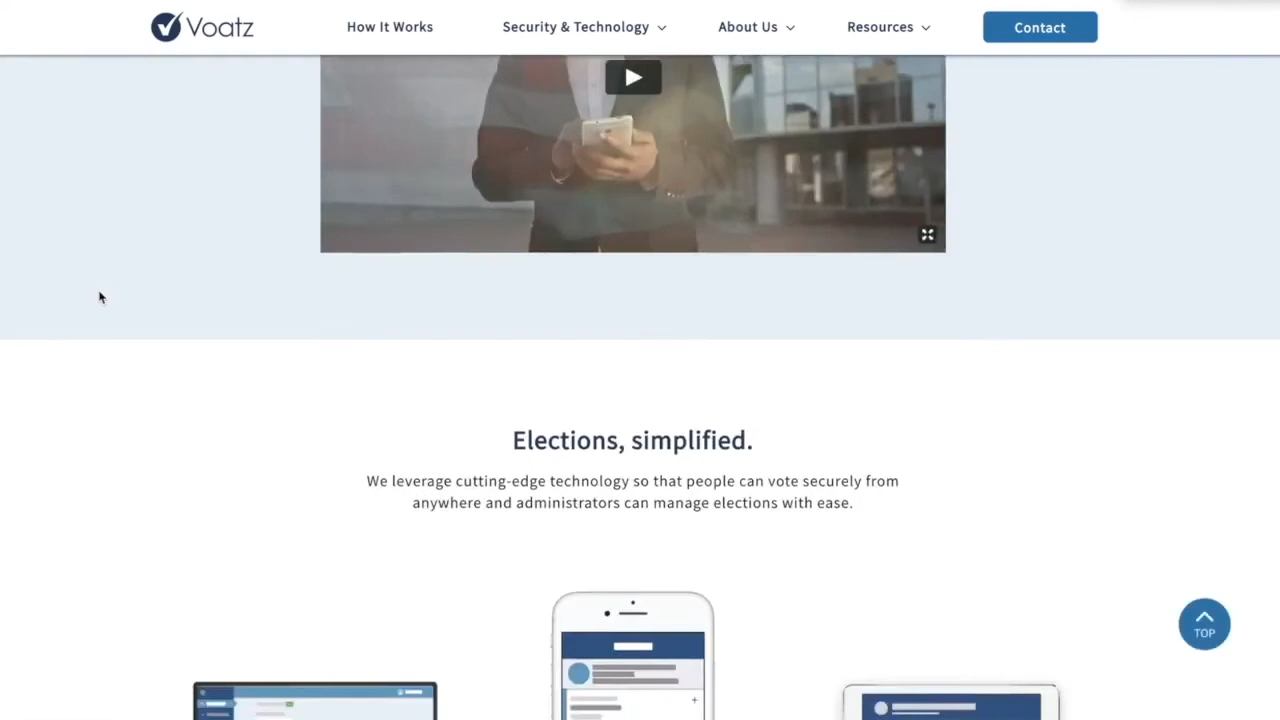 Voatz
How It Works
Security & Technology
About Us
Resources
Contact
Elections, simplified.
We leverage cutting-edge technology so that people can vote securely from
anywhere and administrators can manage elections with ease.
TOP